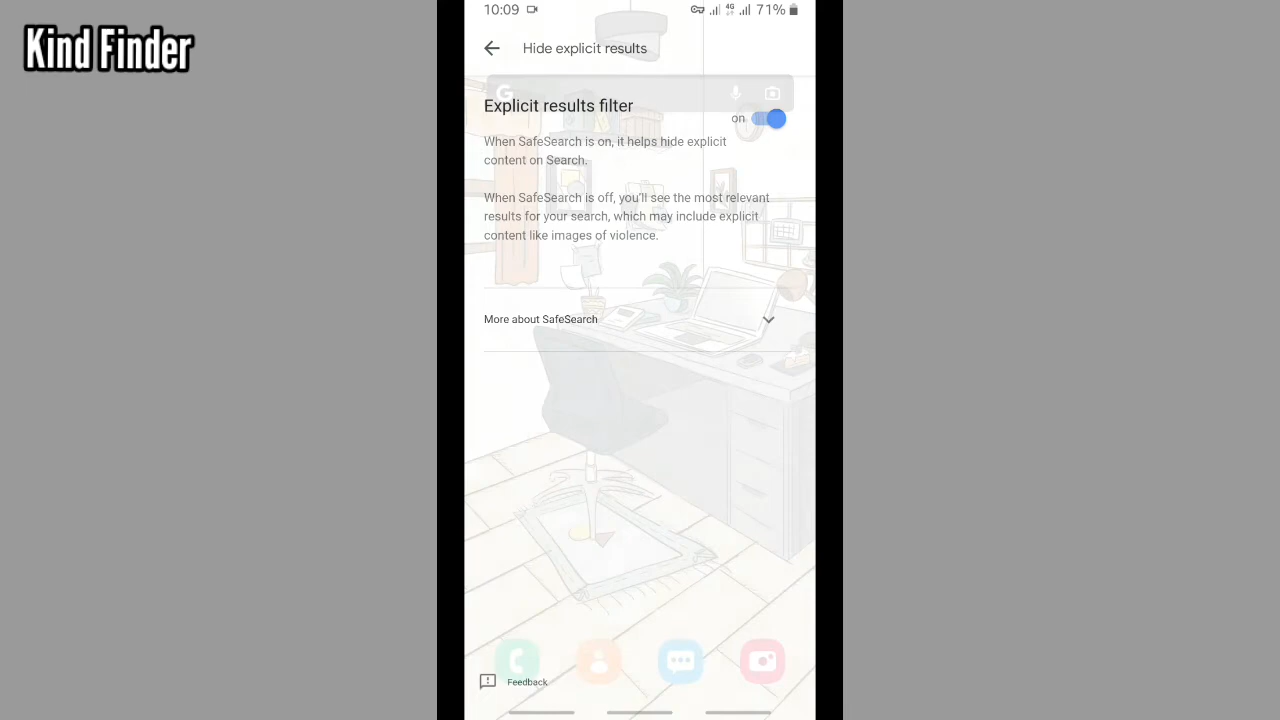 Kind Finder
10:09
4G
71%
Hide explicit results
G
Explicit results filter
on
When SafeSearch is on, it helps hide explicit
content on Search.
When SafeSearch is off, you'll see the most relevant
results for your search, which may include explicit
content like images of violence.
More about SafeSearch
Feedback